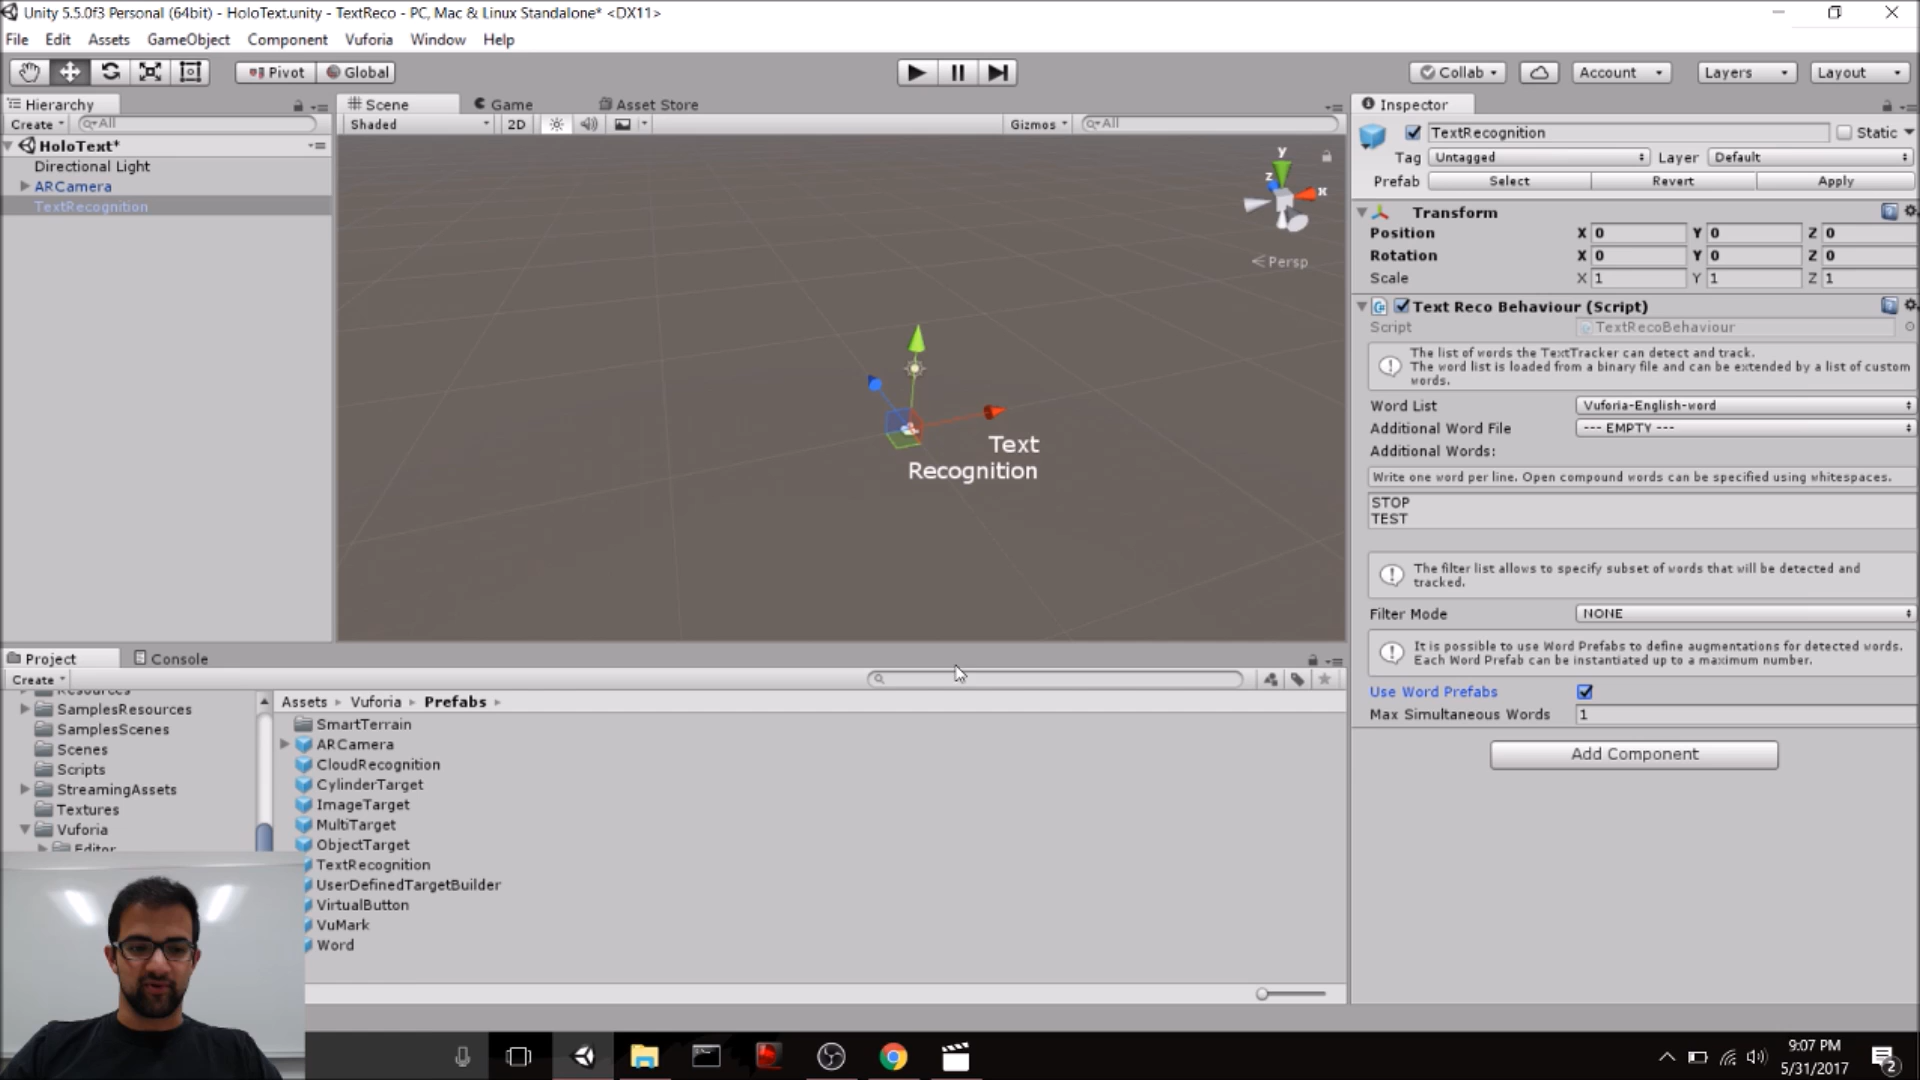 Unity 5.5.0f3 Personal (64bit) - HoloText.unity - TextReco - PC, Mac & Linux Standalone* <DX11>
File Edit Assets GameObject Component Vuforia Window Help
Pivot Global Collab Account Layers Layout
Hierarchy
Create All
HoloText*
Directional Light
ARCamera
TextRecognition
Scene Game Asset Store
Shaded 2D Gizmos All
y
z x
Persp
Text
Recognition
Inspector
TextRecognition Static
Tag Untagged Layer Default
Prefab Select Revert Apply
Transform
Position X 0 Y 0 Z 0
Rotation X 0 Y 0 Z 0
Scale X 1 Y 1 Z 1
Text Reco Behaviour (Script)
Script TextRecoBehaviour
The list of words the TextTracker can detect and track.
The word list is loaded from a binary file and can be extended by a list of custom
words.
Word List Vuforia-English-word
Additional Word File --- EMPTY ---
Additional Words:
Write one word per line. Open compound words can be specified using whitespaces.
STOP
TEST
The filter list allows to specify subset of words that will be detected and
tracked.
Filter Mode NONE
It is possible to use Word Prefabs to define augmentations for detected words.
Each Word Prefab can be instantiated up to a maximum number.
Use Word Prefabs
Max Simultaneous Words 1
Add Component
Project Console
Create
Resources
SamplesResources
SamplesScenes
Scenes
Scripts
StreamingAssets
Textures
Vuforia
Editor
Assets Vuforia Prefabs
SmartTerrain
ARCamera
CloudRecognition
CylinderTarget
ImageTarget
MultiTarget
ObjectTarget
TextRecognition
UserDefinedTargetBuilder
VirtualButton
VuMark
Word
9:07 PM
5/31/2017
2